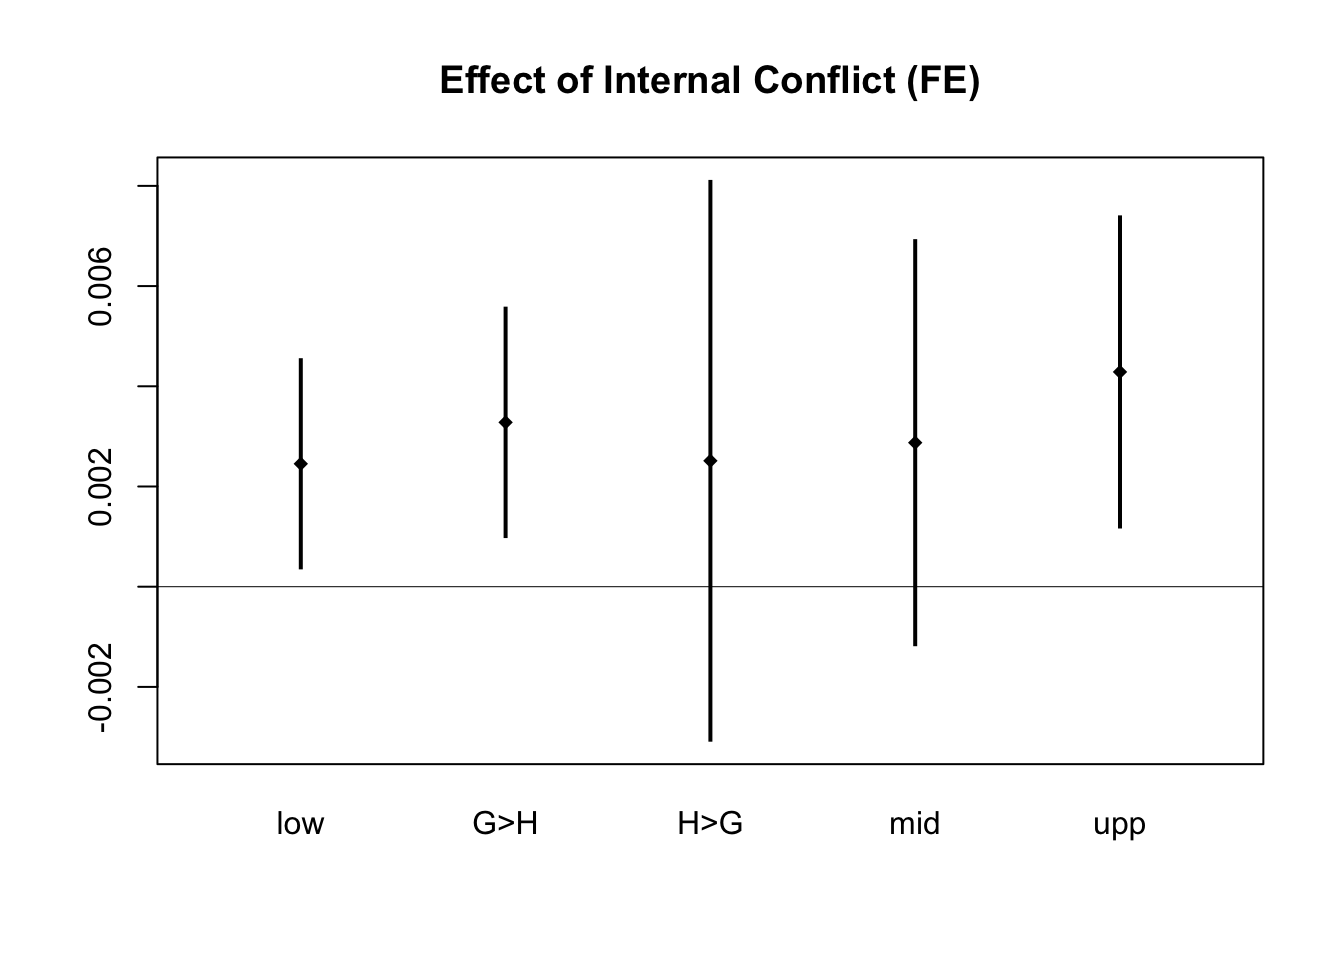 Effect of Internal Conflict (FE)
0.006
0.002
-0.002
low G>H H>G mid upp